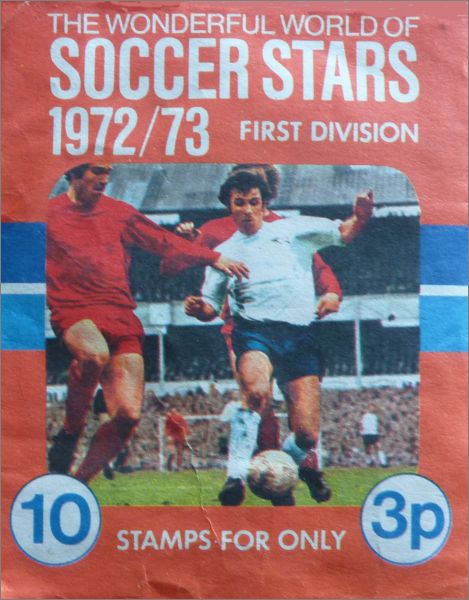 THE WONDERFUL WORLD OF
SOCCER STARS
1972/73 FIRST DIVISION
10 STAMPS FOR ONLY 3p